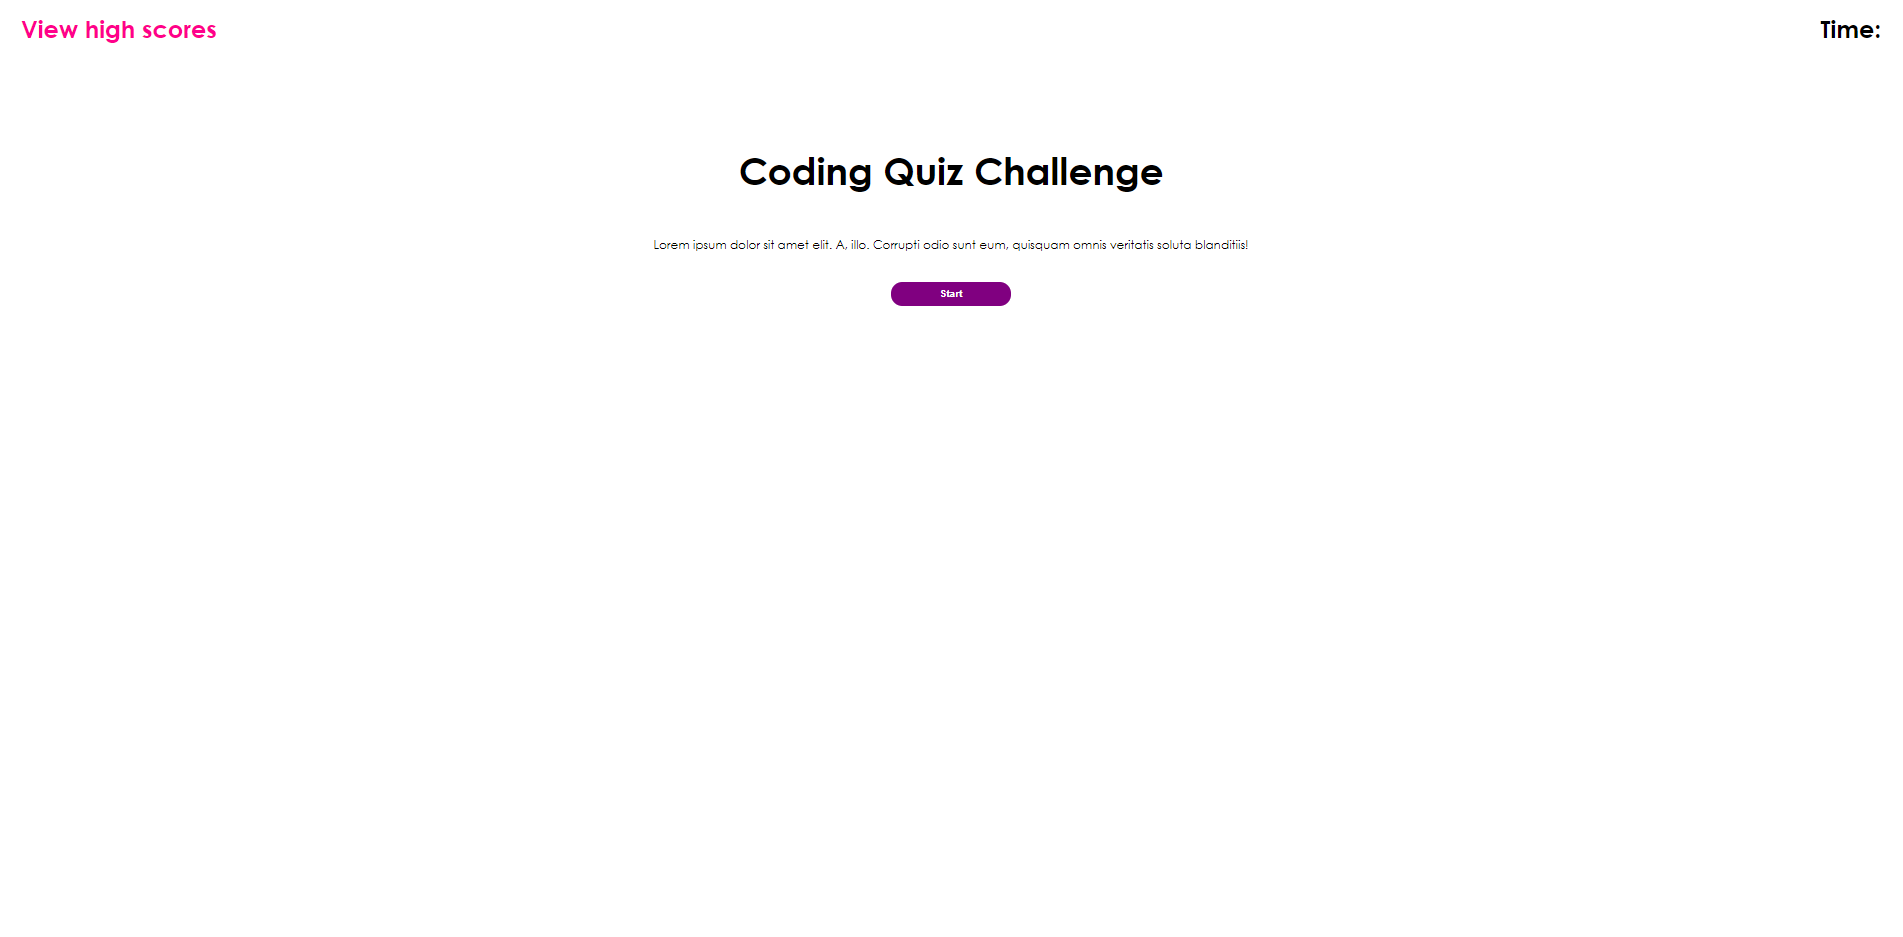 View high scores
Time:
Coding Quiz Challenge
Lorem ipsum dolor sit amet elit. A, illo. Corrupti odio sunt eum, quisquam omnis veritatis soluta blanditiis!
Start